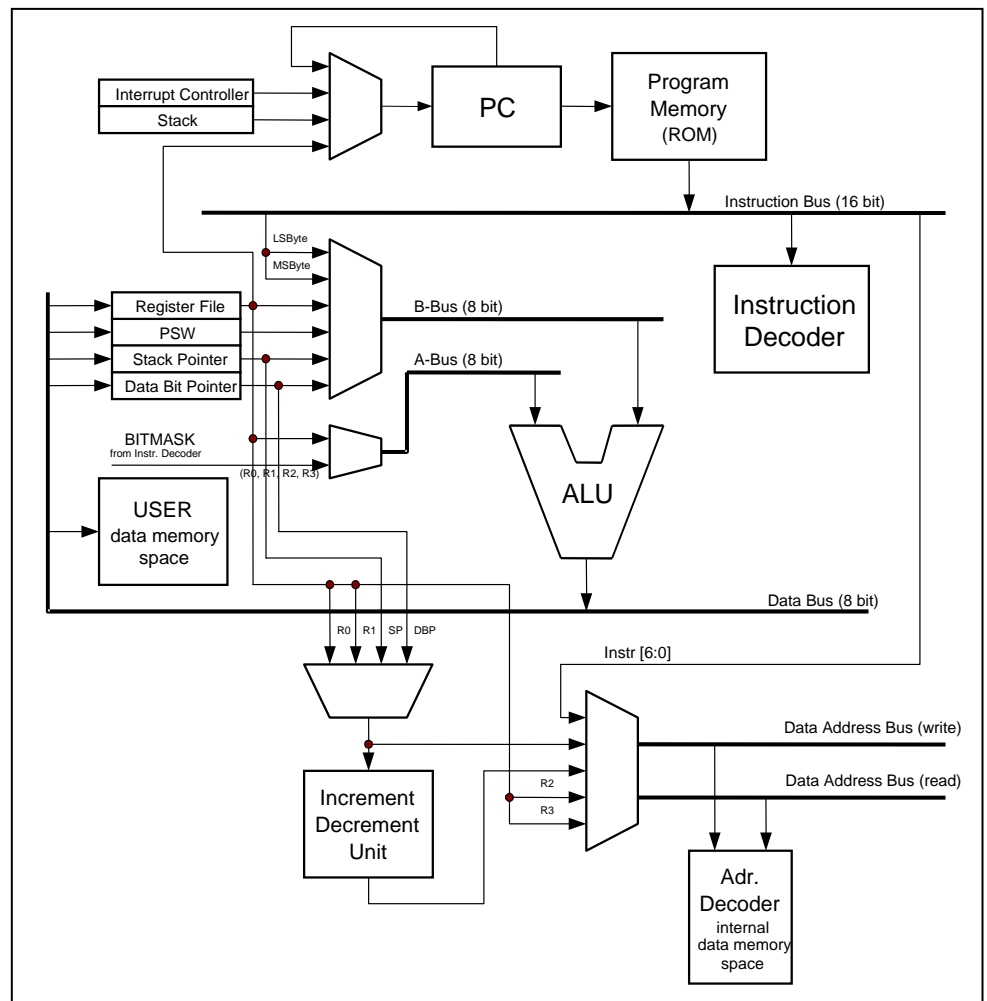 Interrupt Controller
Stack
PC
Program
Memory
(ROM)
Instruction Bus (16 bit)
LSByte
MSByte
Register File
PSW
Stack Pointer
Data Bit Pointer
B-Bus (8 bit)
A-Bus (8 bit)
Instruction
Decoder
BITMASK
from Instr. Decoder
(R0, R1, R2, R3)
ALU
USER
data memory
space
Data Bus (8 bit)
R0
R1
SP
DBP
Instr [6:0]
Data Address Bus (write)
Data Address Bus (read)
R2
R3
Increment
Decrement
Unit
Adr.
Decoder
internal
data memory
space